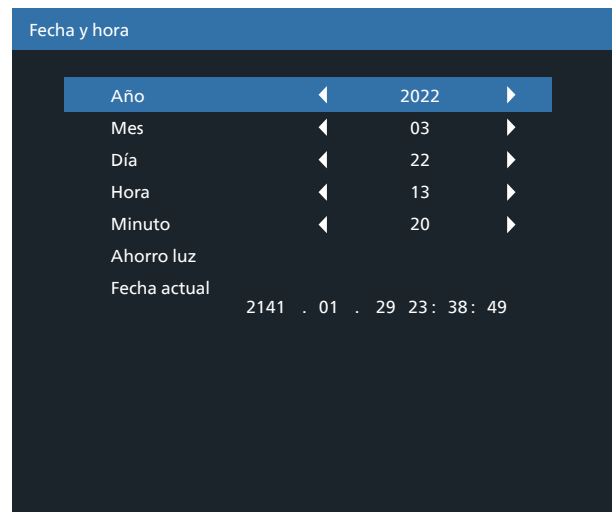 Fecha y hora
Año 2022
Mes 03
Día 22
Hora 13
Minuto 20
Ahorro luz
Fecha actual
2141 . 01 . 29 23: 38: 49